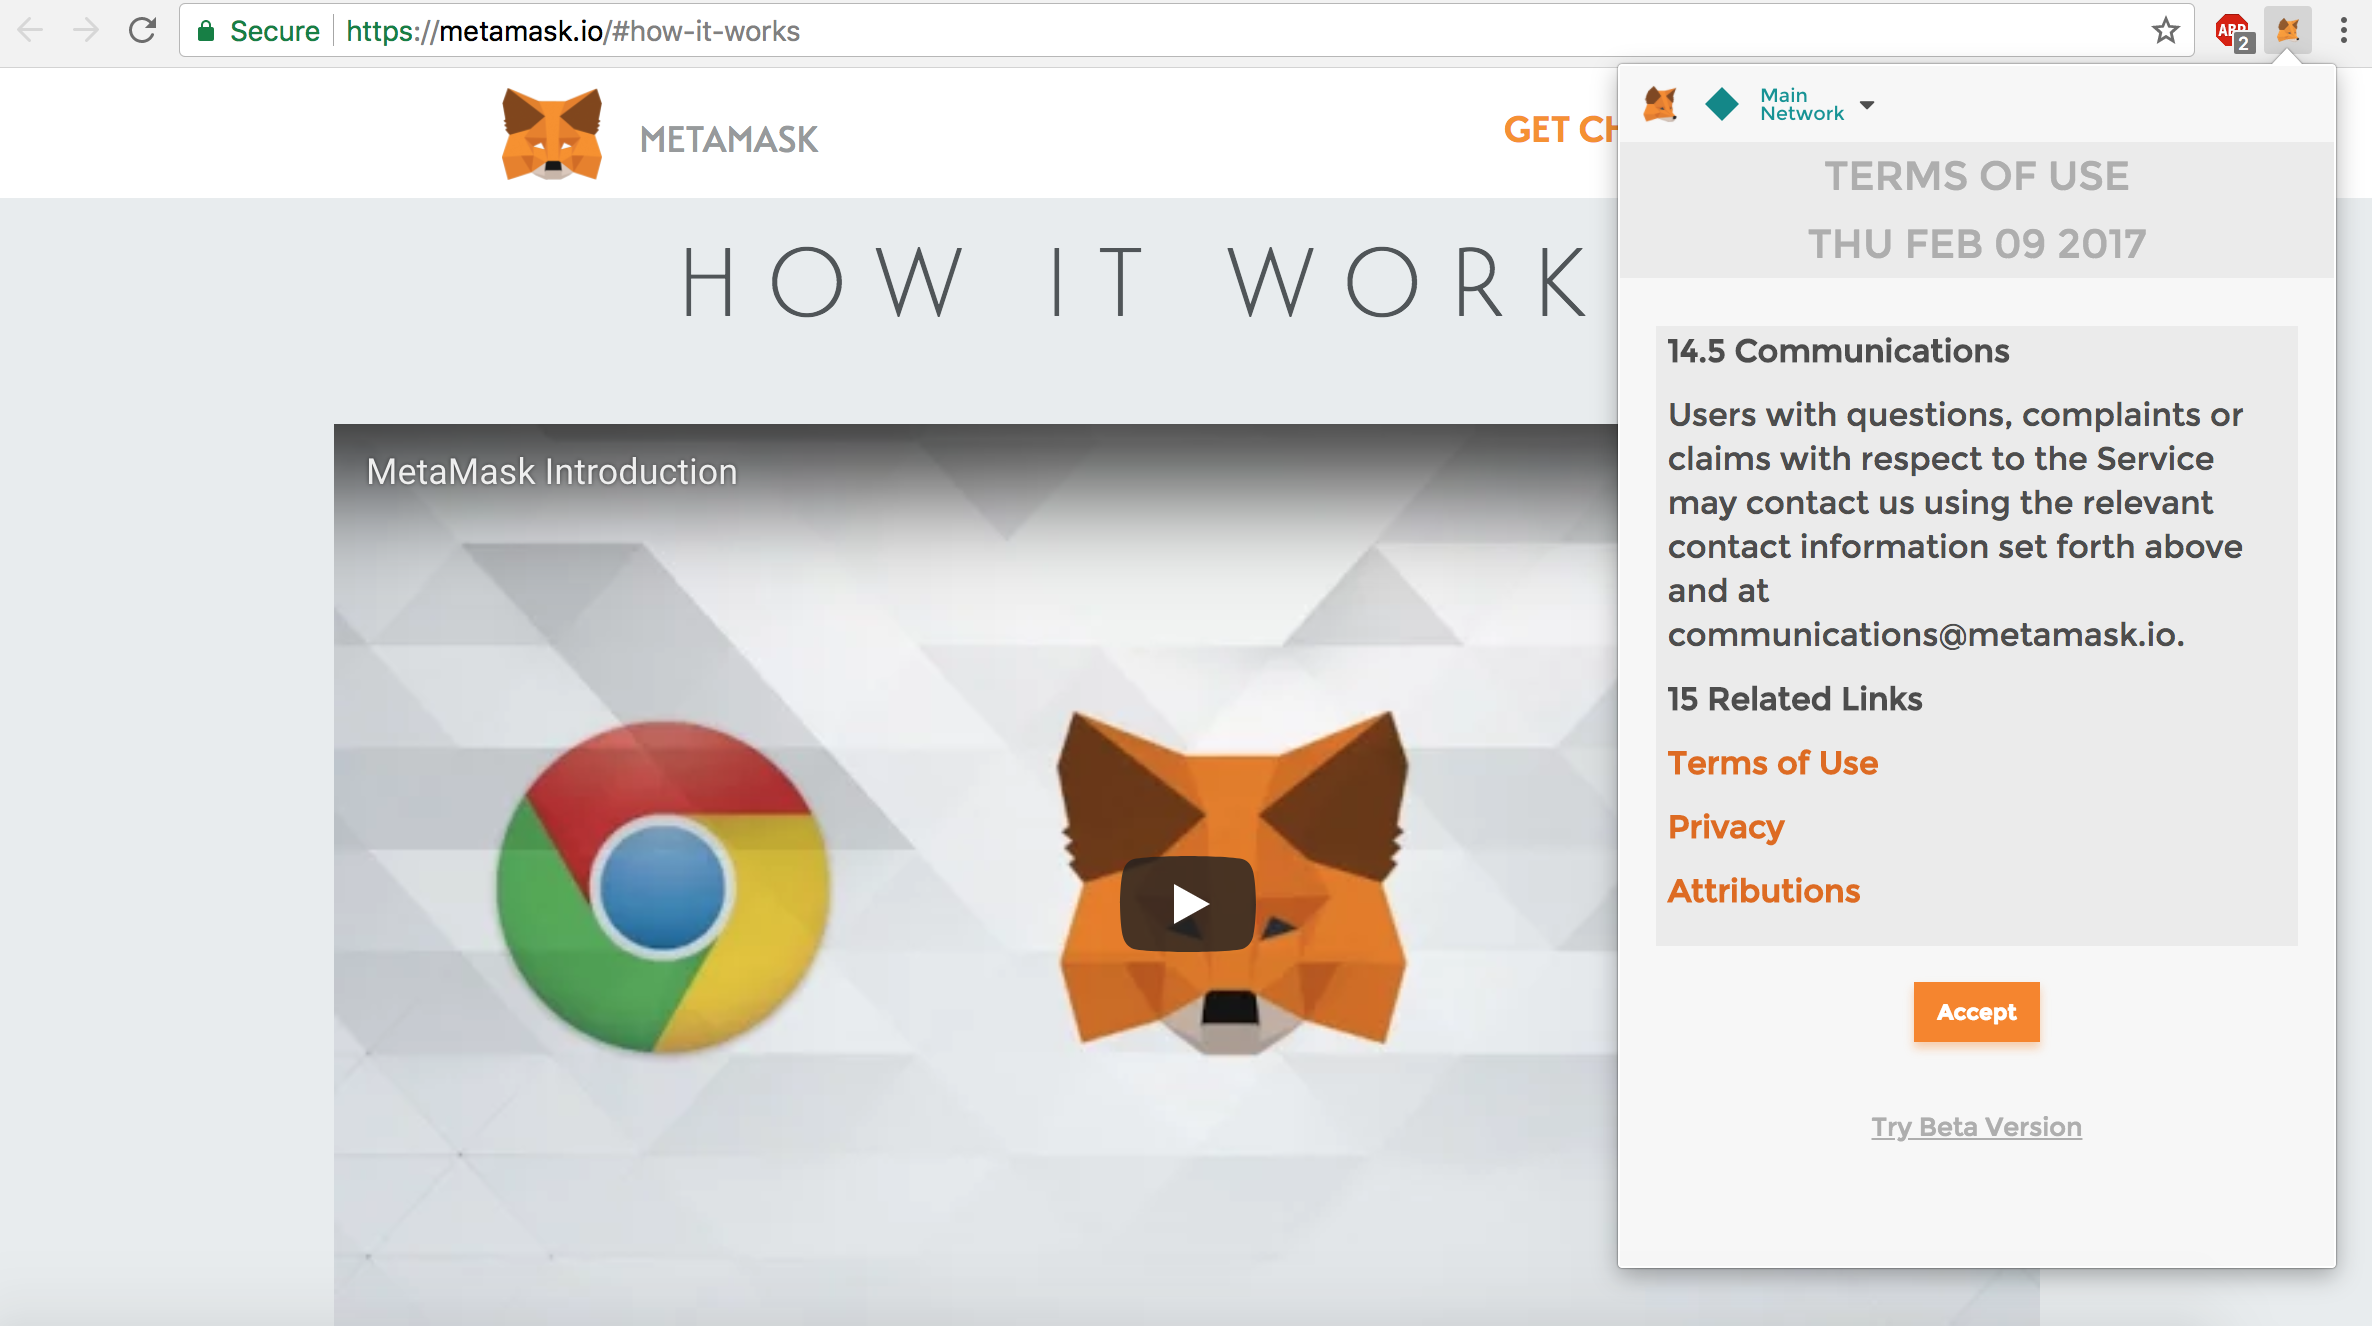 Secure https://metamask.io/#how-it-works
ABP
2
METAMASK
GET CH
HOW IT WORK
MetaMask Introduction
Main
Network
TERMS OF USE
THU FEB 09 2017
14.5 Communications
Users with questions, complaints or
claims with respect to the Service
may contact us using the relevant
contact information set forth above
and at
communications@metamask.io.
15 Related Links
Terms of Use
Privacy
Attributions
Accept
Try Beta Version